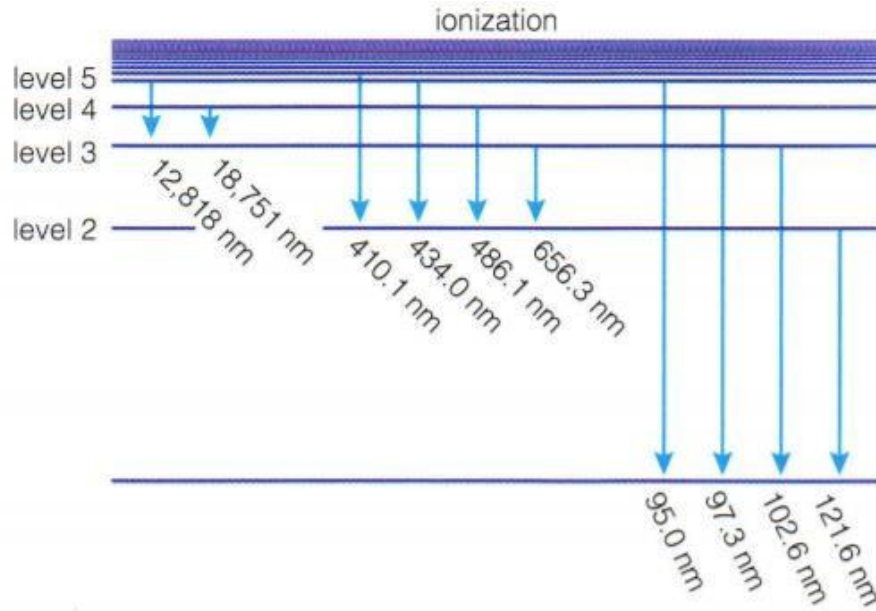 ionization
level 5
level 4
level 3
level 2
12,818 nm
18,751 nm
410.1 nm
434.0 nm
486.1 nm
656.3 nm
95.0 nm
97.3 nm
102.6 nm
121.6 nm